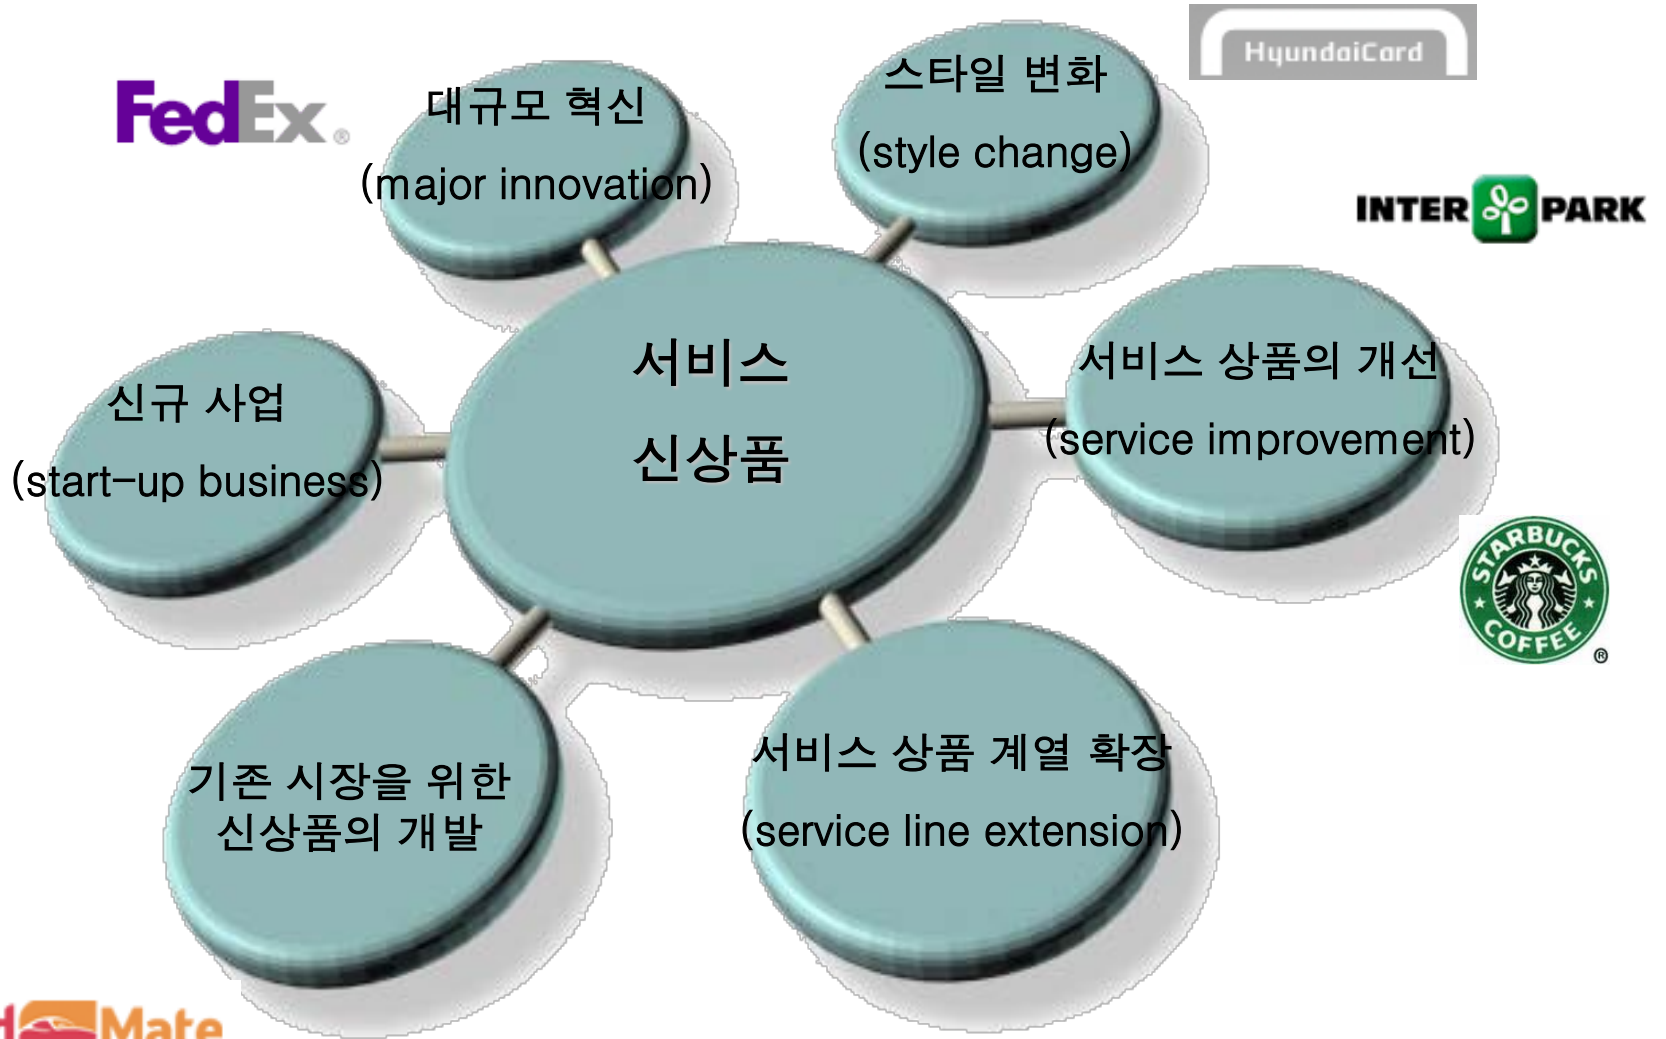 HyundaiCard
스타일 변화
(style change)
FedEx®
대규모 혁신
(major innovation)
INTER PARK
서비스
신상품
서비스 상품의 개선
(service improvement)
신규 사업
(start-up business)
STARBUCKS
COFFEE
®
서비스 상품 계열 확장
(service line extension)
기존 시장을 위한
신상품의 개발
Mate